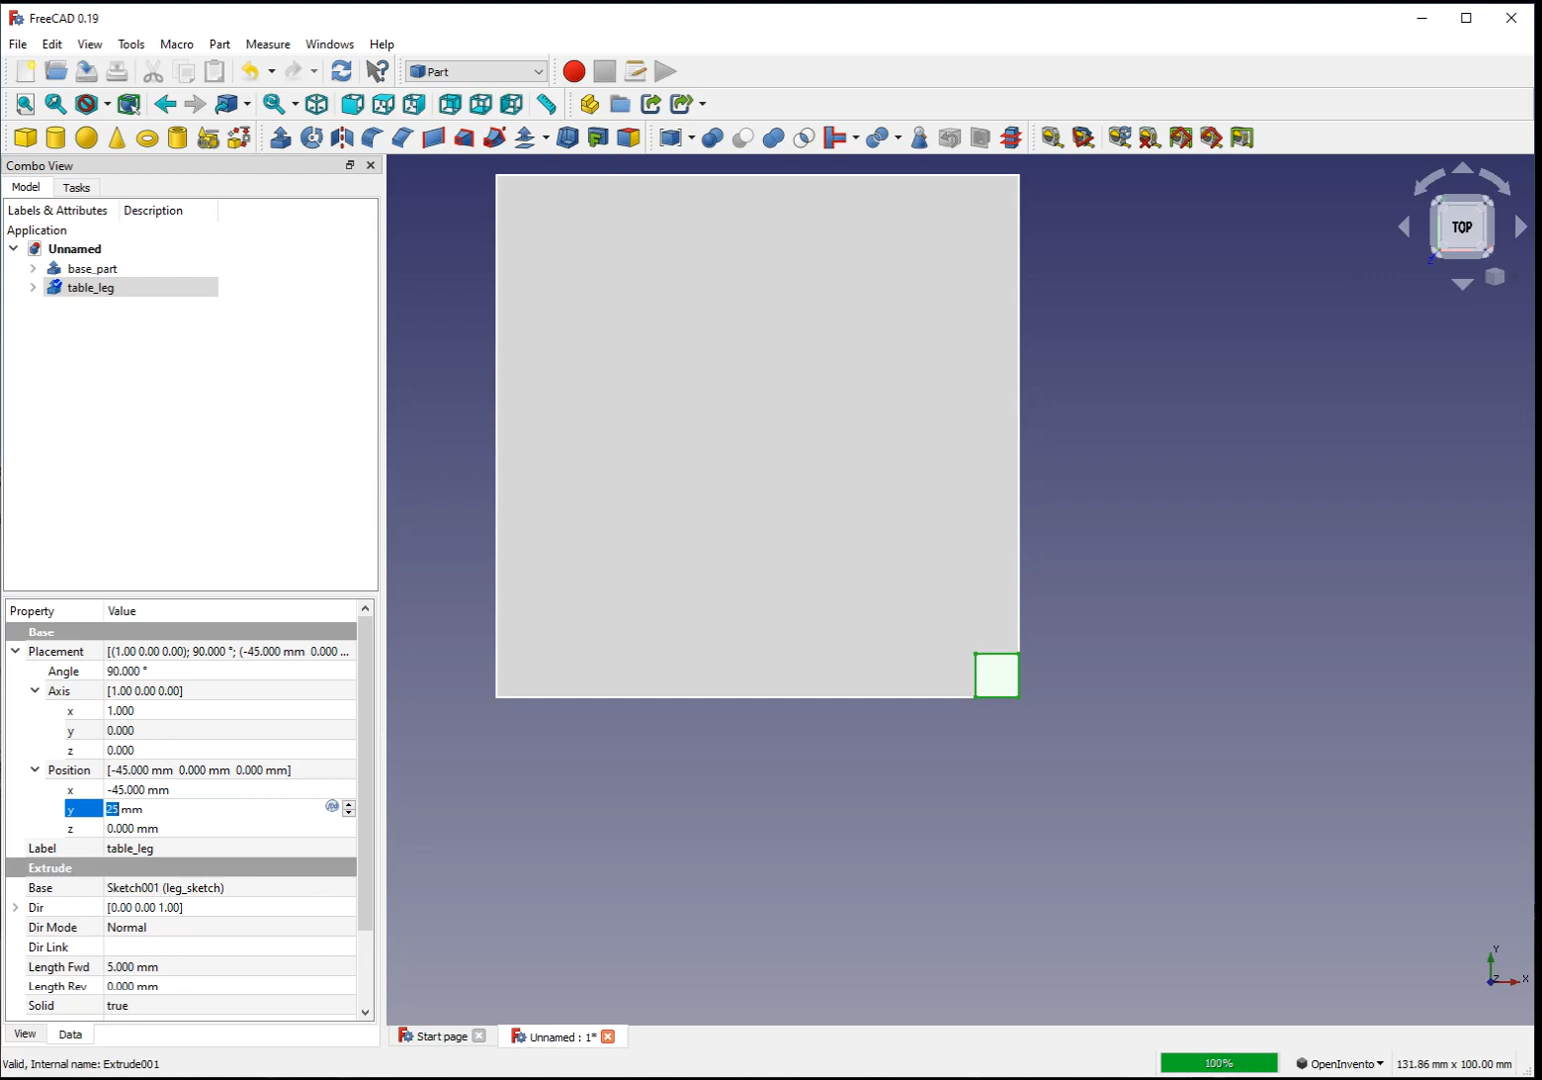 FreeCAD 0.19
File Edit View Tools Macro Part Measure Windows Help
Part
Combo View
Model Tasks
Labels & Attributes Description
Application
Unnamed
base_part
table_leg
TOP
Property Value
Base
Placement [(1.00 0.00 0.00); 90.000 °; (-45.000 mm 0.000 ...
Angle 90.000 °
Axis [1.00 0.00 0.00]
x 1.000
y 0.000
z 0.000
Position [-45.000 mm 0.000 mm 0.000 mm]
x -45.000 mm
y 25 mm
z 0.000 mm
Label table_leg
Extrude
Base Sketch001 (leg_sketch)
Dir [0.00 0.00 1.00]
Dir Mode Normal
Dir Link
Length Fwd 5.000 mm
Length Rev 0.000 mm
Solid true
Y
Z X
View Data
Start page Unnamed : 1*
Valid, Internal name: Extrude001
100% OpenInvento 131.86 mm x 100.00 mm